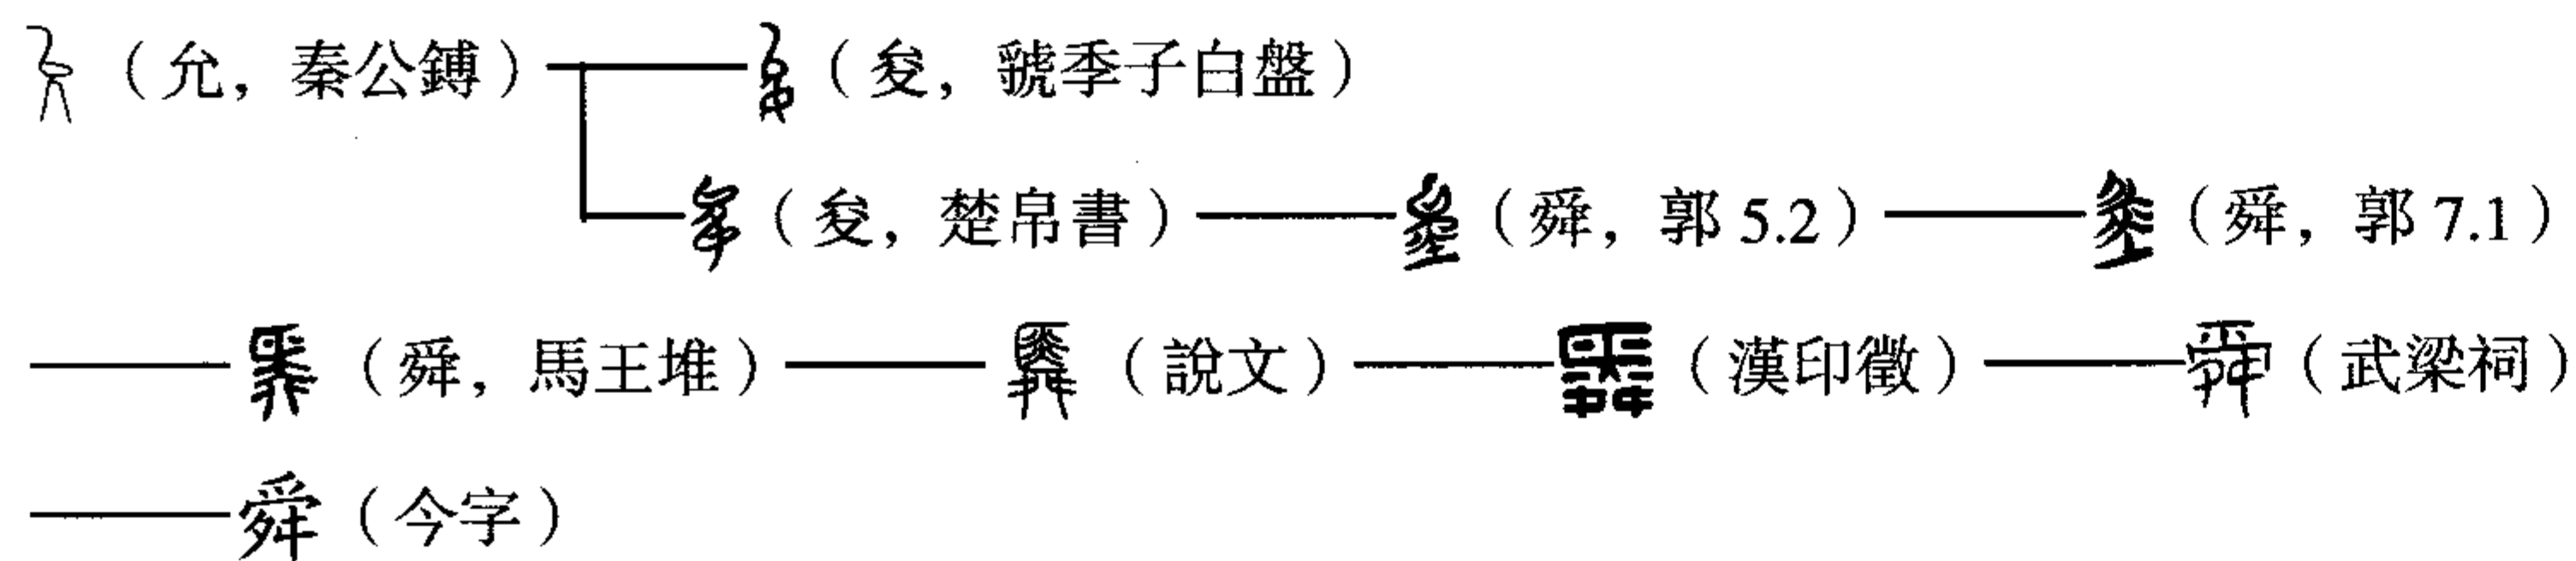 （允，秦公鎛）（夋，虢季子白盤）
（夋，楚帛書）（舜，郭 5.2）（舜，郭 7.1）
（舜，馬王堆）（說文）（漢印徵）（武梁祠）
舜（今字）